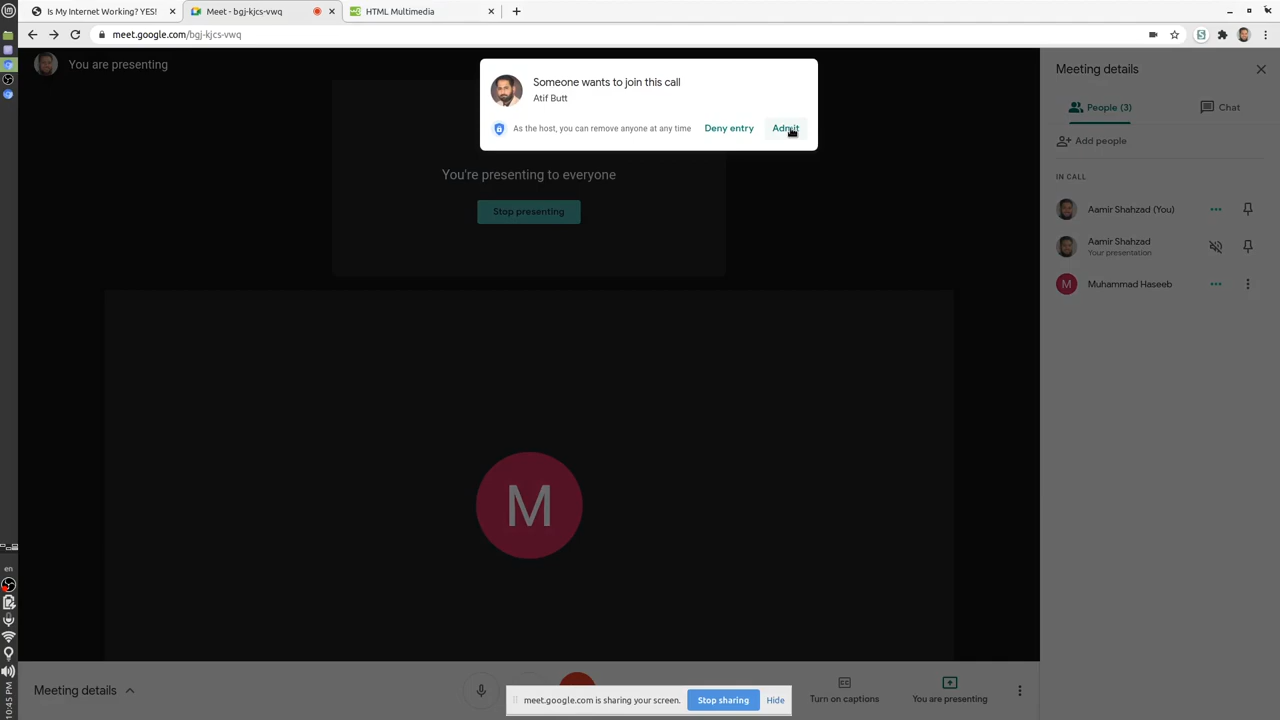 Is My Internet Working? YES!
Meet - bgj-kjcs-vwq
HTML Multimedia
meet.google.com/bgj-kjcs-vwq
You are presenting
Someone wants to join this call
Atif Butt
As the host, you can remove anyone at any time
Deny entry
Admit
You're presenting to everyone
Stop presenting
M
Meeting details
People (3)
Chat
Add people
IN CALL
Aamir Shahzad (You)
Aamir Shahzad
Your presentation
M
Muhammad Haseeb
Meeting details
meet.google.com is sharing your screen.
Stop sharing
Hide
CC
Turn on captions
You are presenting
en
10:45 PM